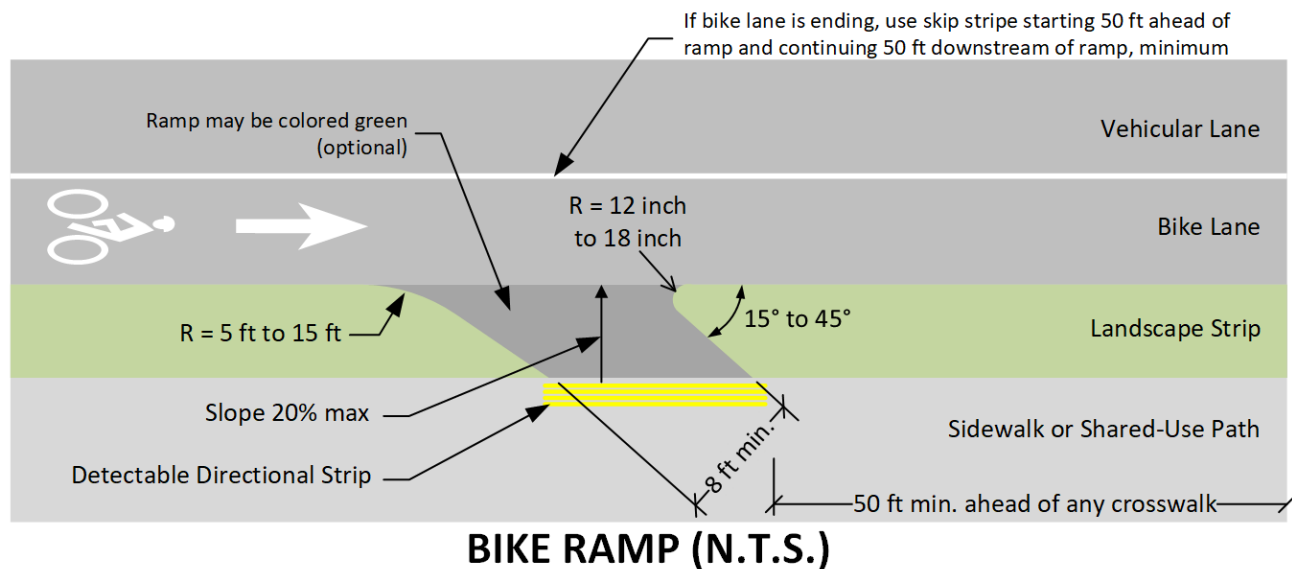 If bike lane is ending, use skip stripe starting 50 ft ahead of
ramp and continuing 50 ft downstream of ramp, minimum
Ramp may be colored green
(optional)
Vehicular Lane
R = 12 inch
to 18 inch
Bike Lane
R = 5 ft to 15 ft
15° to 45°
Landscape Strip
Slope 20% max
Detectable Directional Strip
8 ft min.
Sidewalk or Shared-Use Path
50 ft min. ahead of any crosswalk
BIKE RAMP (N.T.S.)